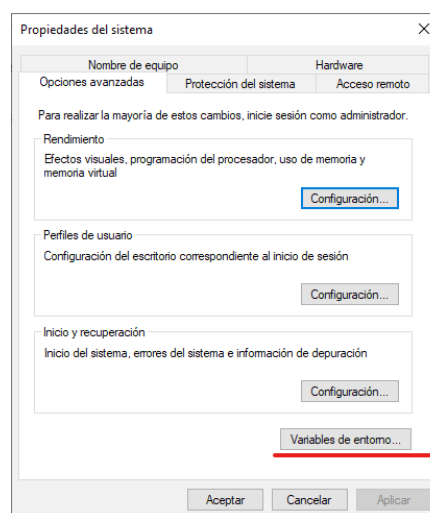 Propiedades del sistema
Nombre de equipo
Hardware
Opciones avanzadas
Protección del sistema
Acceso remoto
Para realizar la mayoría de estos cambios, inicie sesión como administrador.
Rendimiento
Efectos visuales, programación del procesador, uso de memoria y
memoria virtual
Configuración...
Perfiles de usuario
Configuración del escritorio correspondiente al inicio de sesión
Configuración...
Inicio y recuperación
Inicio del sistema, errores del sistema e información de depuración
Configuración...
Variables de entorno...
Aceptar
Cancelar
Aplicar